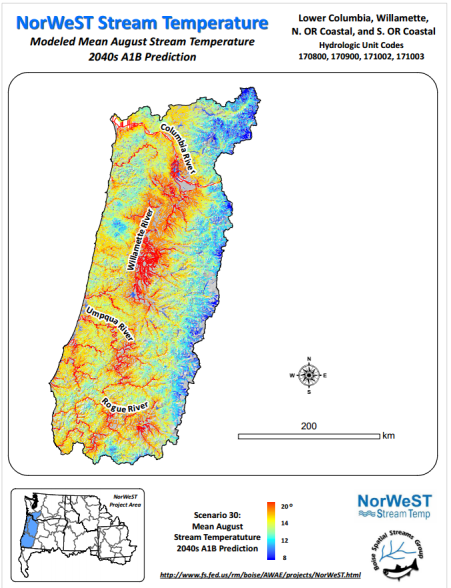 NorWeST Stream Temperature
Modeled Mean August Stream Temperature
2040s A1B Prediction
Lower Columbia, Willamette,
N. OR Coastal, and S. OR Coastal
Hydrologic Unit Codes
170800, 170900, 171002, 171003
Columbia River
Willamette River
Umpqua River
Rogue River
N
W
E
S
200
km
NorWeST
Project Area
Scenario 30:
Mean August
Stream Temperatuture
2040s A1B Prediction
20°
16
14
12
8
NorWeST
Stream Temp
Boise Spatial Streams Group
http://www.fs.fed.us/rm/boise/AWAE/projects/NorWeST.html